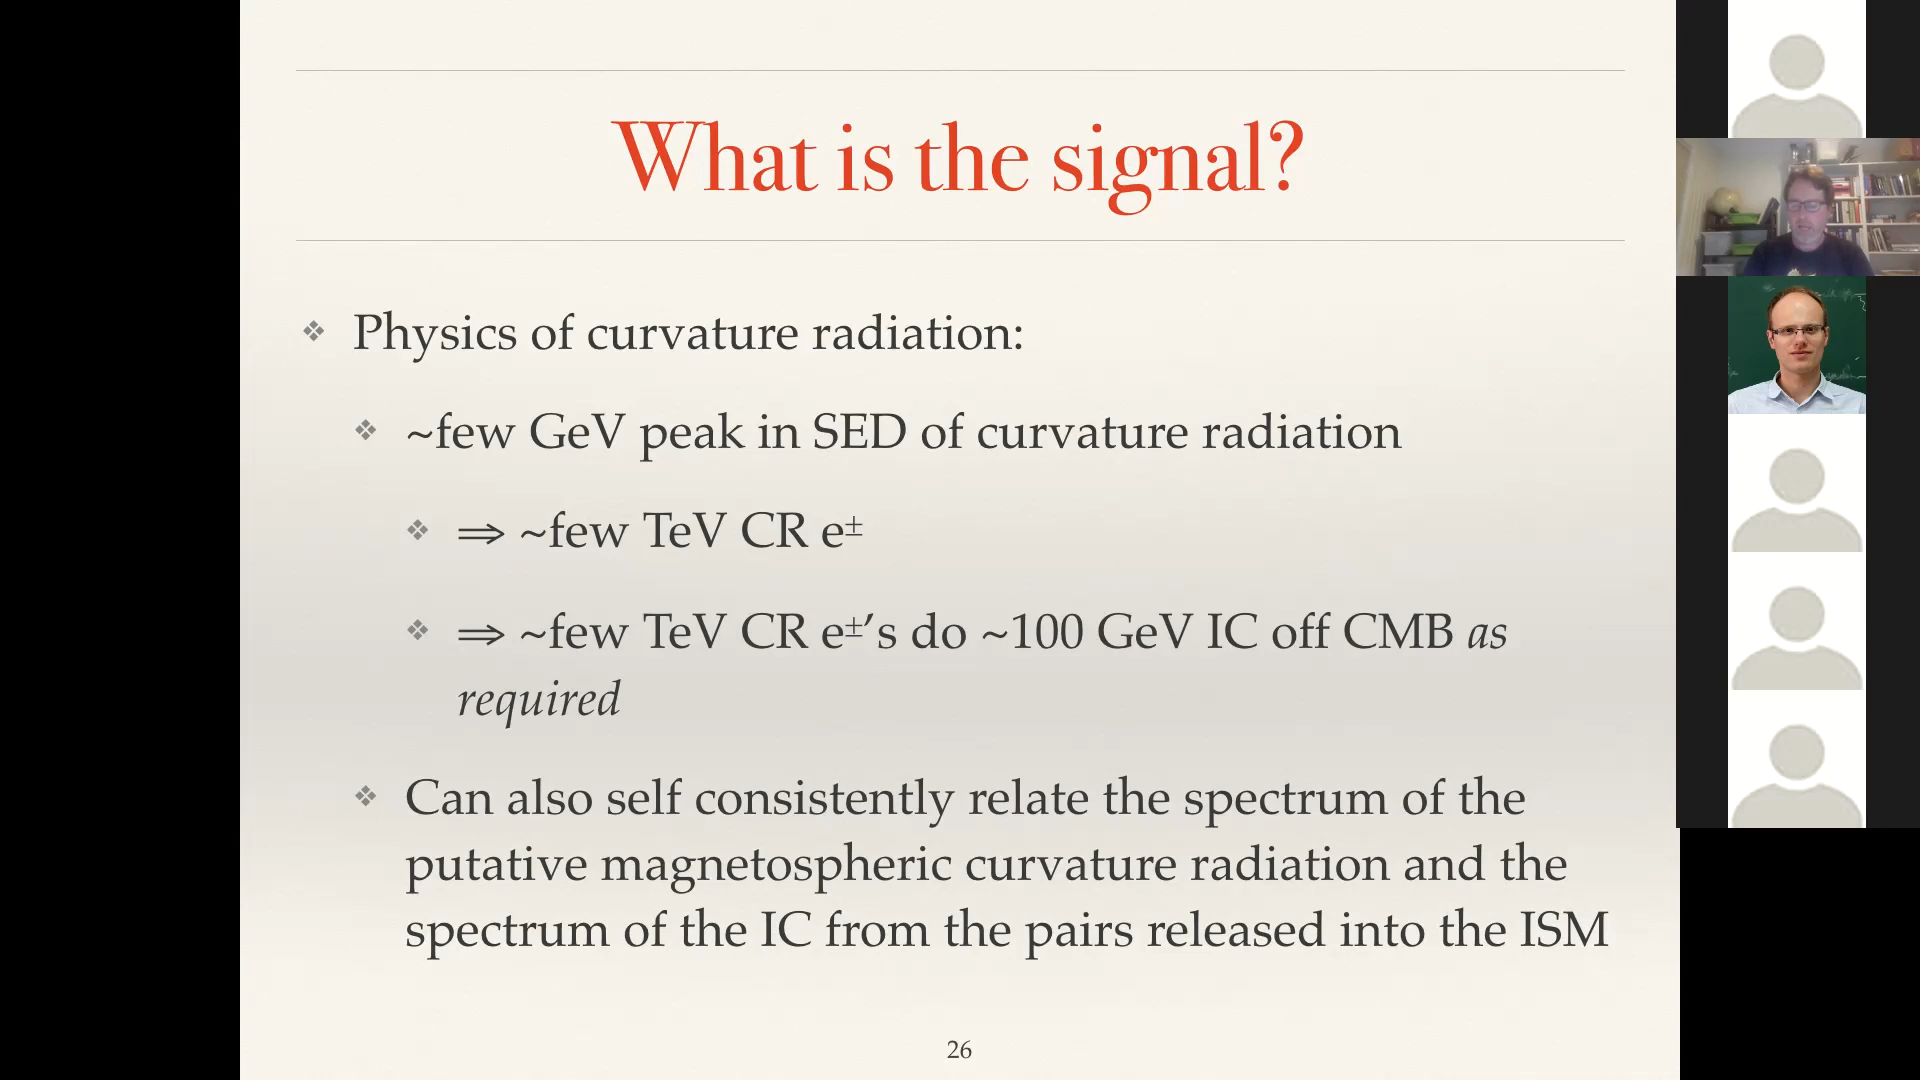 What is the signal?
❖ Physics of curvature radiation:
❖ ~few GeV peak in SED of curvature radiation
❖ ⇒ ~few TeV CR e±
❖ ⇒ ~few TeV CR e±’s do ~100 GeV IC off CMB as
required
❖ Can also self consistently relate the spectrum of the
putative magnetospheric curvature radiation and the
spectrum of the IC from the pairs released into the ISM
26